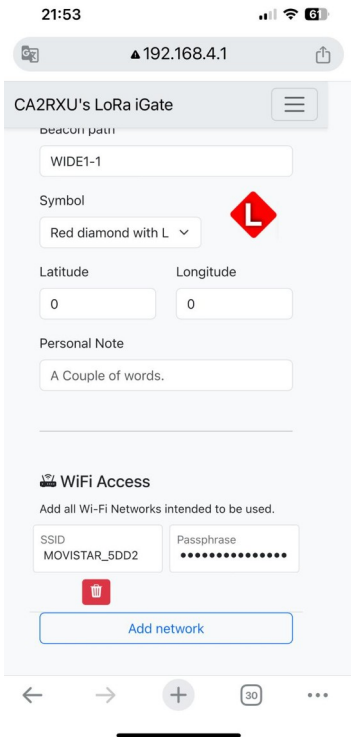 21:53
61
192.168.4.1
CA2RXU's LoRa iGate
Beacon path
WIDE1-1
Symbol
Red diamond with L
L
Latitude Longitude
0 0
Personal Note
A Couple of words.
WiFi Access
Add all Wi-Fi Networks intended to be used.
SSID Passphrase
MOVISTAR_5DD2 •••••••••••••••
Add network
30